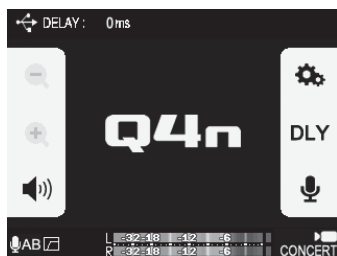 DELAY: 0ms
Q4n
DLY
AB
L -32-18 -12 -6
R -32-18 -12 -6
CONCERT